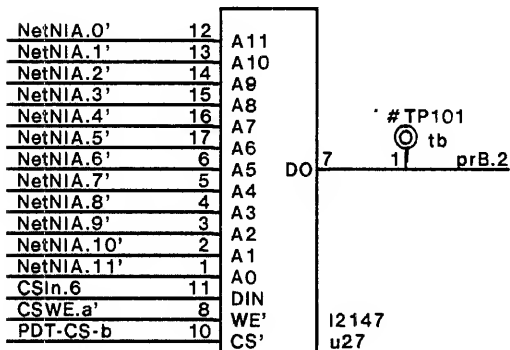 NetNIA.0' 12 A11
NetNIA.1' 13 A10
NetNIA.2' 14 A9
NetNIA.3' 15 A8
NetNIA.4' 16 A7
NetNIA.5' 17 A6
NetNIA.6' 6 A5
NetNIA.7' 5 A4
NetNIA.8' 4 A3
NetNIA.9' 3 A2
NetNIA.10' 2 A1
NetNIA.11' 1 A0
CSIn.6 11 DIN
CSWE.a' 8 WE'
PDT-CS-b 10 CS'
DO 7 1 prB.2
#TP101
tb
I2147
u27